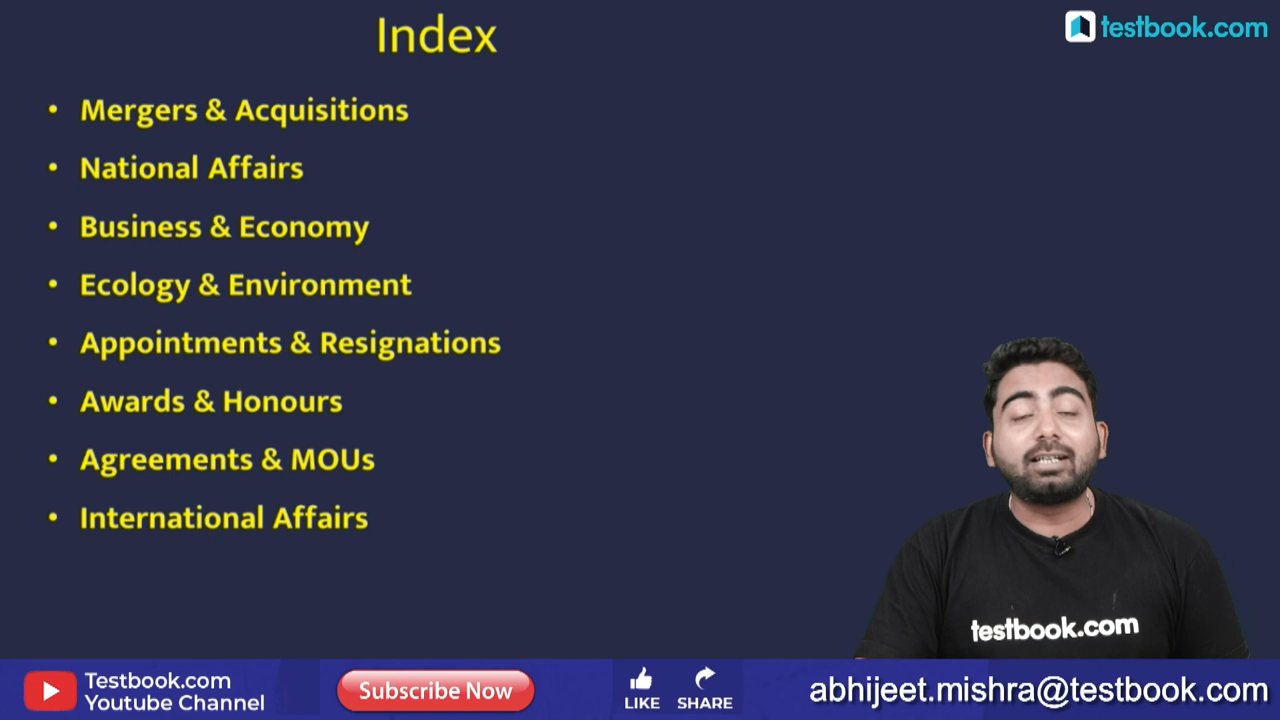 Index
testbook.com
• Mergers & Acquisitions
• National Affairs
• Business & Economy
• Ecology & Environment
• Appointments & Resignations
• Awards & Honours
• Agreements & MOUs
• International Affairs
testbook.com
Testbook.com
Youtube Channel
Subscribe Now
LIKE
SHARE
abhijeet.mishra@testbook.com